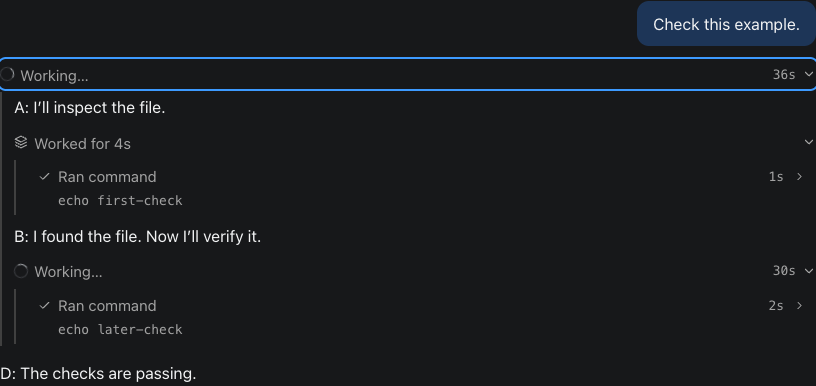 Check this example.
Working... 36s
A: I’ll inspect the file.
Worked for 4s
Ran command 1s
echo first-check
B: I found the file. Now I’ll verify it.
Working... 30s
Ran command 2s
echo later-check
D: The checks are passing.